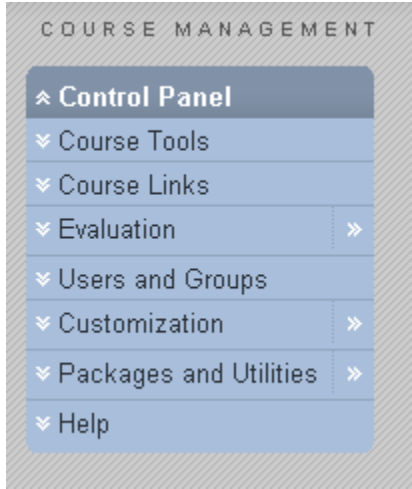 COURSE MANAGEMENT
Control Panel
Course Tools
Course Links
Evaluation
Users and Groups
Customization
Packages and Utilities
Help